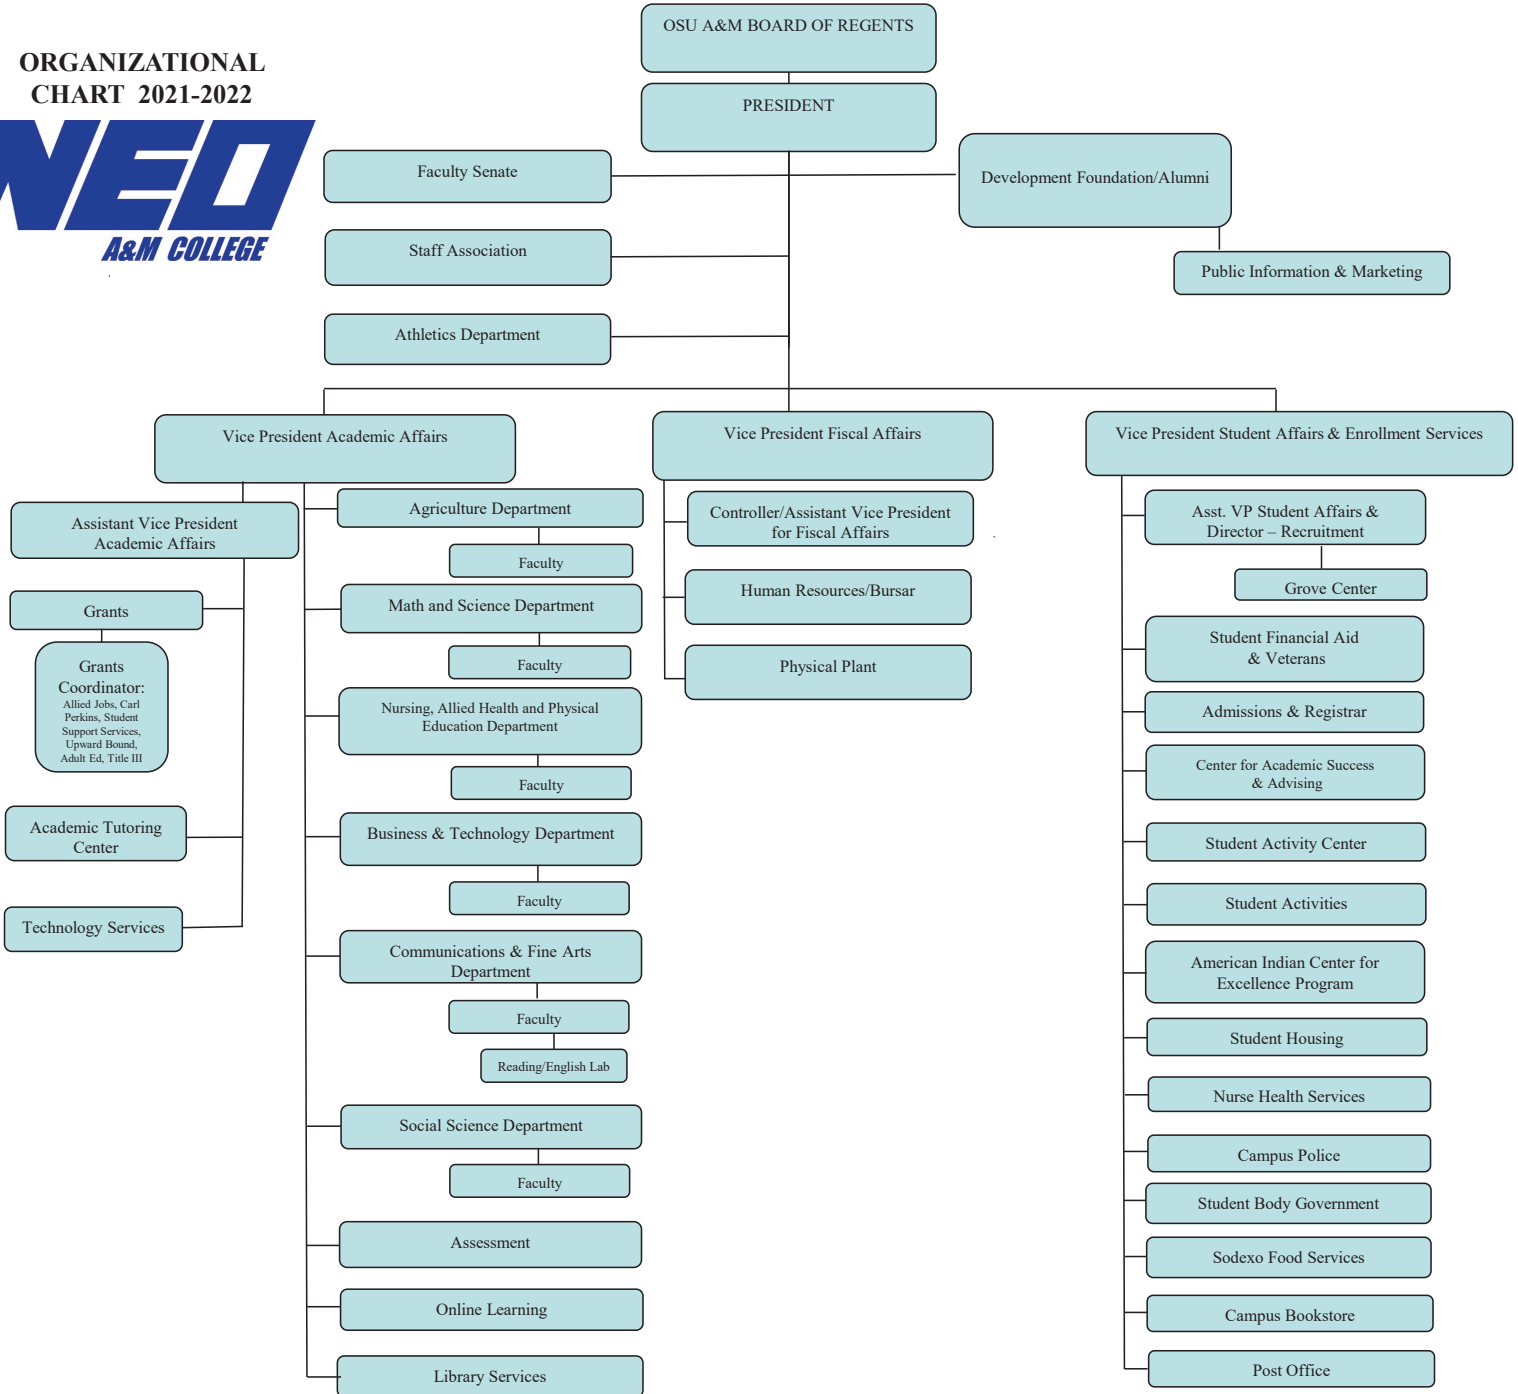 OSU A&M BOARD OF REGENTS
ORGANIZATIONAL
CHART 2021-2022
NEO
A&M COLLEGE
PRESIDENT
Faculty Senate
Development Foundation/Alumni
Staff Association
Public Information & Marketing
Athletics Department
Vice President Academic Affairs
Vice President Fiscal Affairs
Vice President Student Affairs & Enrollment Services
Assistant Vice President
Academic Affairs
Grants
Grants
Coordinator:
Allied Jobs, Carl
Perkins, Student
Support Services,
Upward Bound,
Adult Ed, Title III
Academic Tutoring
Center
Technology Services
Agriculture Department
Faculty
Math and Science Department
Faculty
Nursing, Allied Health and Physical
Education Department
Faculty
Business & Technology Department
Faculty
Communications & Fine Arts
Department
Faculty
Reading/English Lab
Social Science Department
Faculty
Assessment
Online Learning
Library Services
Controller/Assistant Vice President
for Fiscal Affairs
Human Resources/Bursar
Physical Plant
Asst. VP Student Affairs &
Director – Recruitment
Grove Center
Student Financial Aid
& Veterans
Admissions & Registrar
Center for Academic Success
& Advising
Student Activity Center
Student Activities
American Indian Center for
Excellence Program
Student Housing
Nurse Health Services
Campus Police
Student Body Government
Sodexo Food Services
Campus Bookstore
Post Office